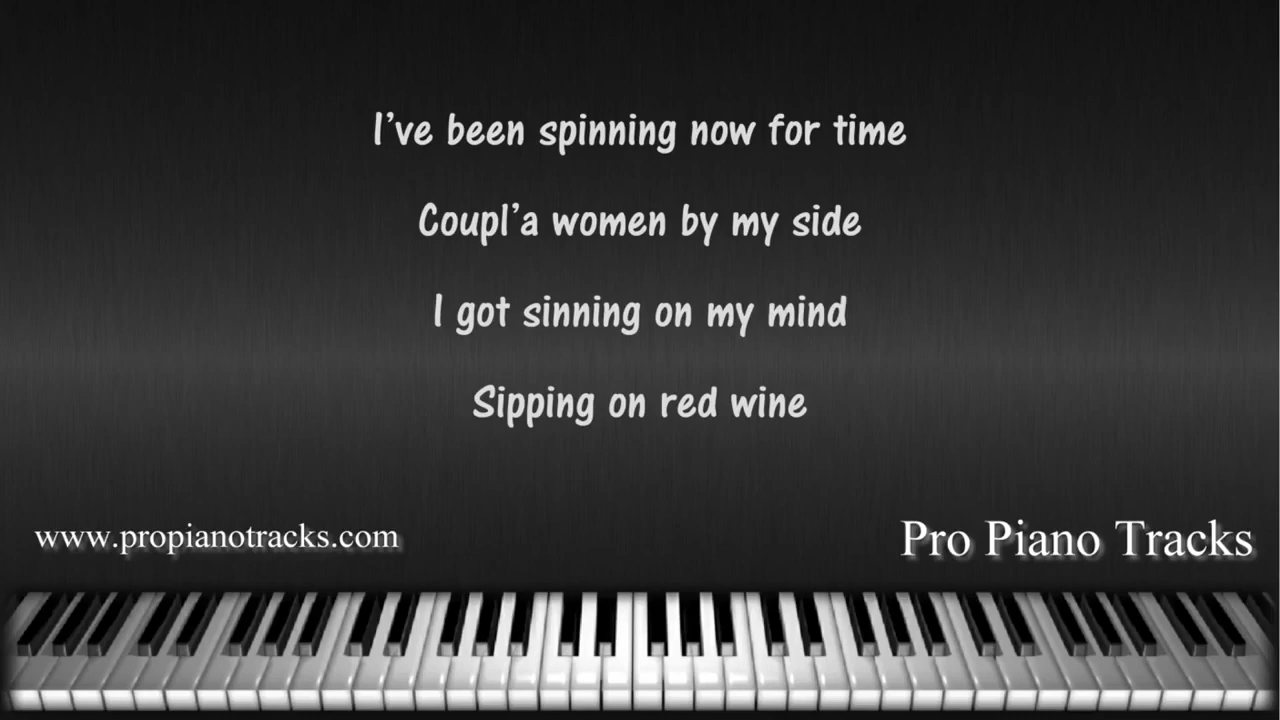 I've been spinning now for time
Coupl'a women by my side
I got sinning on my mind
Sipping on red wine
www.propianotracks.com
Pro Piano Tracks